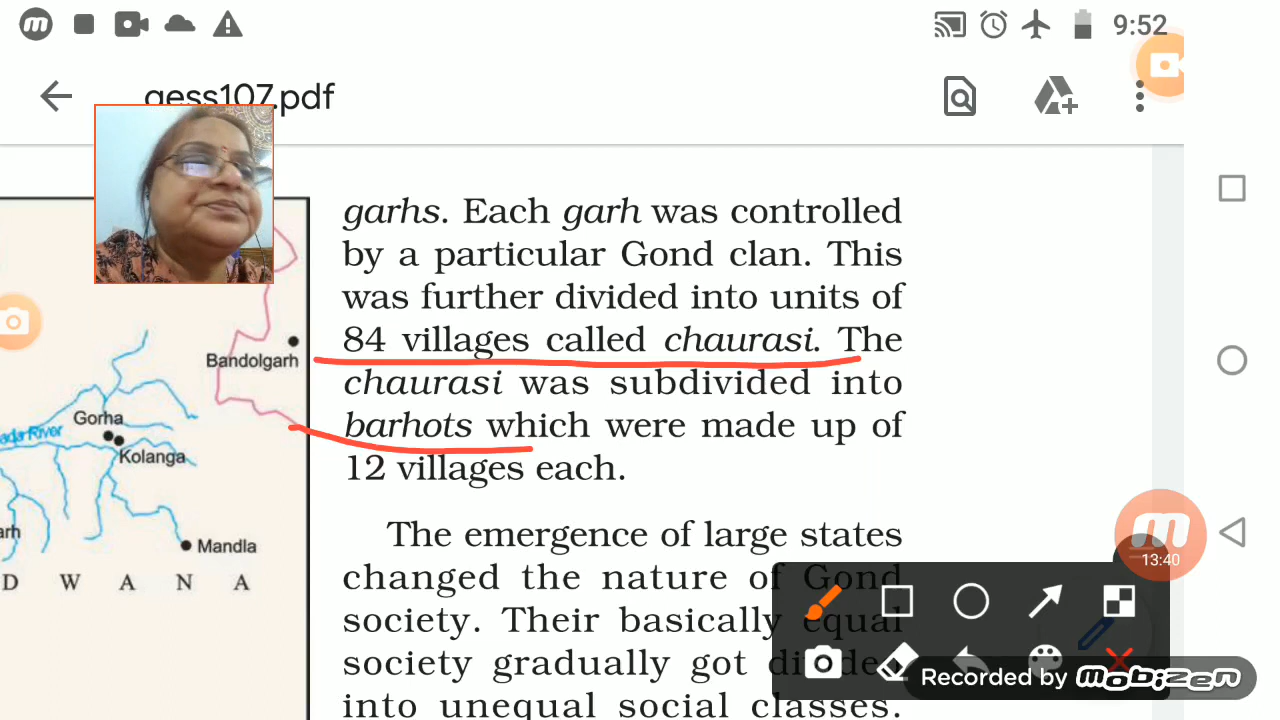 9:52
gess107.pdf
garhs. Each garh was controlled
by a particular Gond clan. This
was further divided into units of
84 villages called chaurasi. The
chaurasi was subdivided into
barhots which were made up of
12 villages each.
The emergence of large states
changed the nature of Gond
society. Their basically equal
society gradually got divided
into unequal social classes.
Bandolgarh
Gorha
River
Kolanga
Mandla
D W A N A
13:40
Recorded by mobizen